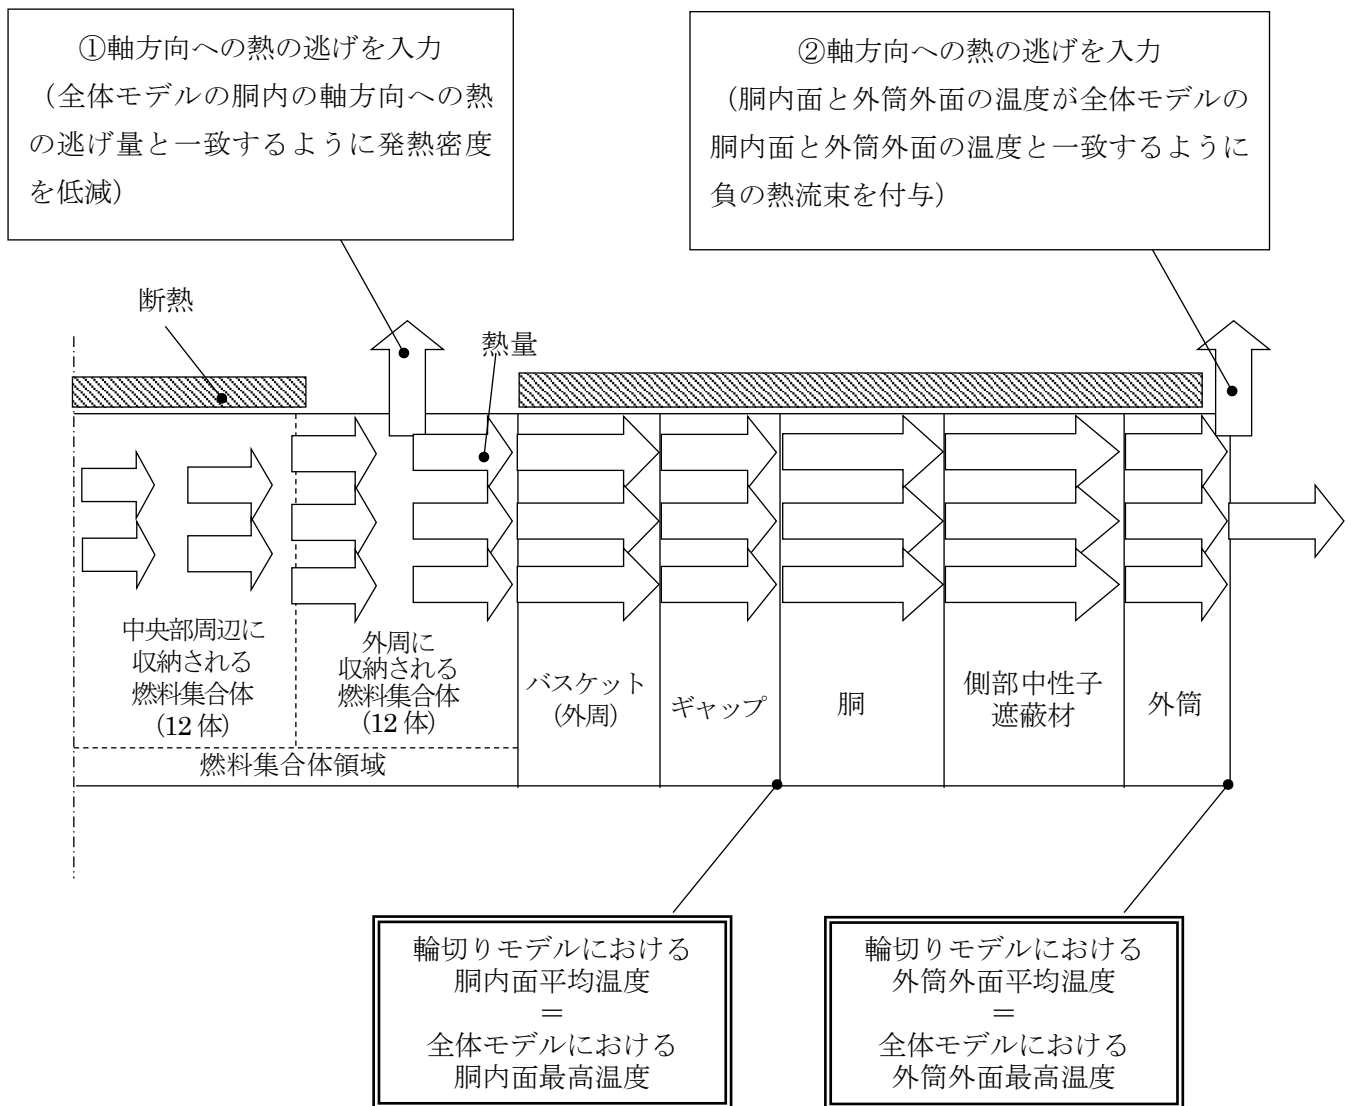 ①軸方向への熱の逃げを入力
（全体モデルの胴内の軸方向への熱
の逃げ量と一致するように発熱密度
を低減）
②軸方向への熱の逃げを入力
（胴内面と外筒外面の温度が全体モデルの
胴内面と外筒外面の温度と一致するように
負の熱流束を付与）
断熱
熱量
中央部周辺に
収納される
燃料集合体
（12 体）
外周に
収納される
燃料集合体
（12 体）
バスケット
（外周）
ギャップ
胴
側部中性子
遮蔽材
外筒
燃料集合体領域
輪切りモデルにおける
胴内面平均温度
＝
全体モデルにおける
胴内面最高温度
輪切りモデルにおける
外筒外面平均温度
＝
全体モデルにおける
外筒外面最高温度